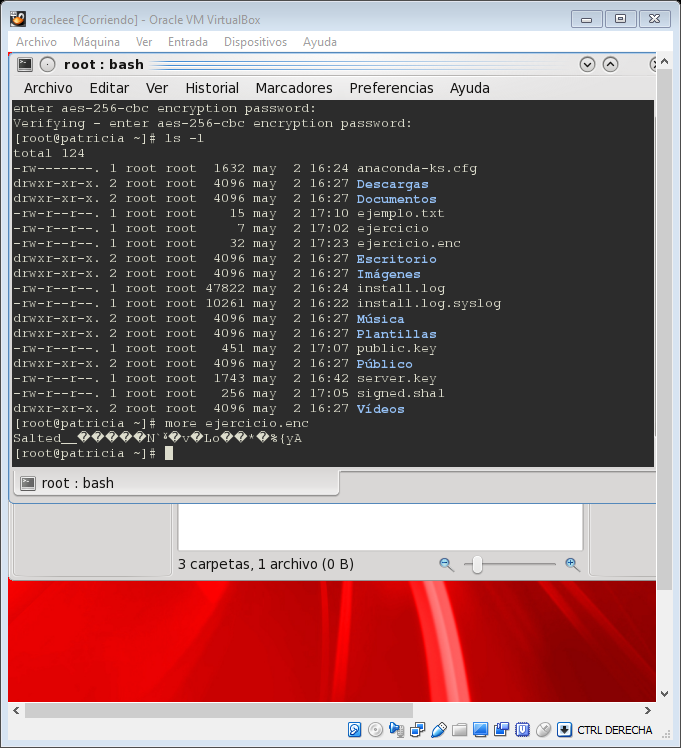 oracleee [Corriendo] - Oracle VM VirtualBox
Archivo Máquina Ver Entrada Dispositivos Ayuda
root : bash
Archivo Editar Ver Historial Marcadores Preferencias Ayuda
enter aes-256-cbc encryption password:
Verifying - enter aes-256-cbc encryption password:
[root@patricia ~]# ls -l
total 124
-rw-------. 1 root root 1632 may 2 16:24 anaconda-ks.cfg
drwxr-xr-x. 2 root root 4096 may 2 16:27 Descargas
drwxr-xr-x. 2 root root 4096 may 2 16:27 Documentos
-rw-r--r--. 1 root root 15 may 2 17:10 ejemplo.txt
-rw-r--r--. 1 root root 7 may 2 17:02 ejercicio
-rw-r--r--. 1 root root 32 may 2 17:23 ejercicio.enc
drwxr-xr-x. 2 root root 4096 may 2 16:27 Escritorio
drwxr-xr-x. 2 root root 4096 may 2 16:27 Imágenes
-rw-r--r--. 1 root root 47822 may 2 16:24 install.log
-rw-r--r--. 1 root root 10261 may 2 16:22 install.log.syslog
drwxr-xr-x. 2 root root 4096 may 2 16:27 Música
drwxr-xr-x. 2 root root 4096 may 2 16:27 Plantillas
-rw-r--r--. 1 root root 451 may 2 17:07 public.key
drwxr-xr-x. 2 root root 4096 may 2 16:27 Público
-rw-r--r--. 1 root root 1743 may 2 16:42 server.key
-rw-r--r--. 1 root root 256 may 2 17:05 signed.sha1
drwxr-xr-x. 2 root root 4096 may 2 16:27 Vídeos
[root@patricia ~]# more ejercicio.enc
Salted__�����N`�v�Lo��*�%{yA
[root@patricia ~]#
root : bash
3 carpetas, 1 archivo (0 B)
CTRL DERECHA